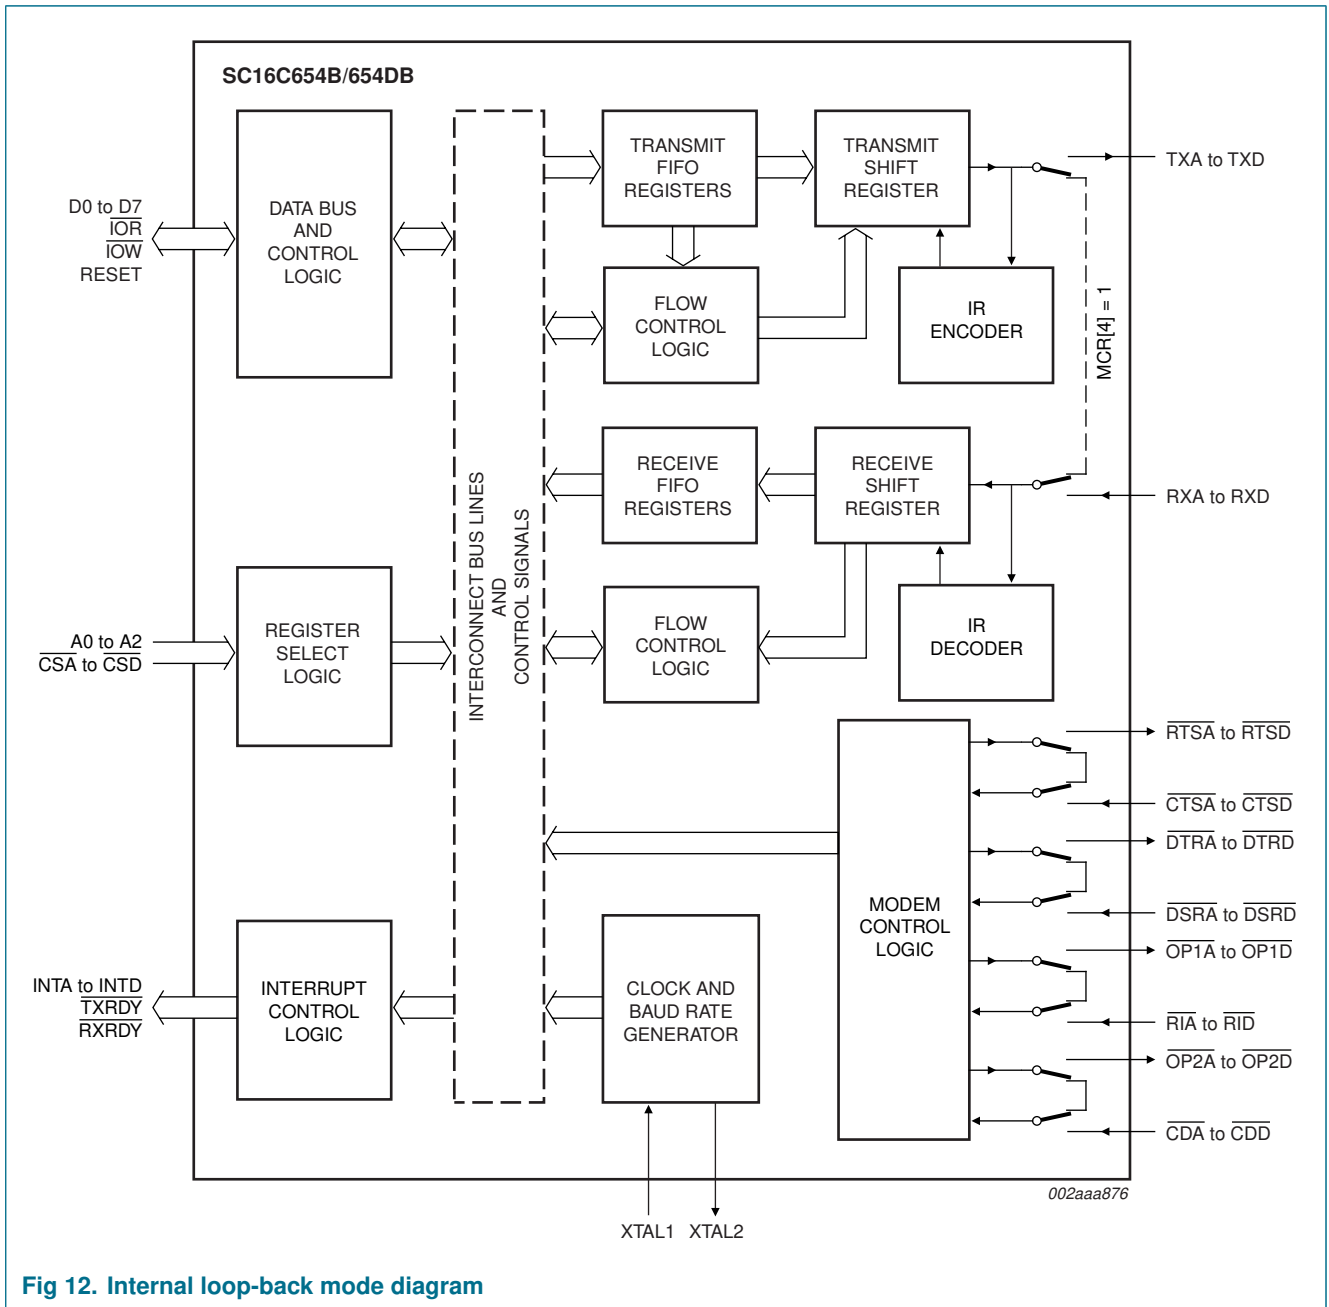 SC16C654B/654DB
D0 to D7
IOR
IOW
RESET
DATA BUS
AND
CONTROL
LOGIC
TRANSMIT
FIFO
REGISTERS
TRANSMIT
SHIFT
REGISTER
TXA to TXD
FLOW
CONTROL
LOGIC
IR
ENCODER
MCR[4] = 1
RECEIVE
FIFO
REGISTERS
RECEIVE
SHIFT
REGISTER
RXA to RXD
INTERCONNECT BUS LINES
AND
CONTROL SIGNALS
A0 to A2
CSA to CSD
REGISTER
SELECT
LOGIC
FLOW
CONTROL
LOGIC
IR
DECODER
RTSA to RTSD
CTSA to CTSD
DTRA to DTRD
MODEM
CONTROL
LOGIC
DSRA to DSRD
OP1A to OP1D
RIA to RID
OP2A to OP2D
CDA to CDD
INTA to INTD
TXRDY
RXRDY
INTERRUPT
CONTROL
LOGIC
CLOCK AND
BAUD RATE
GENERATOR
002aaa876
XTAL1 XTAL2
Fig 12. Internal loop-back mode diagram